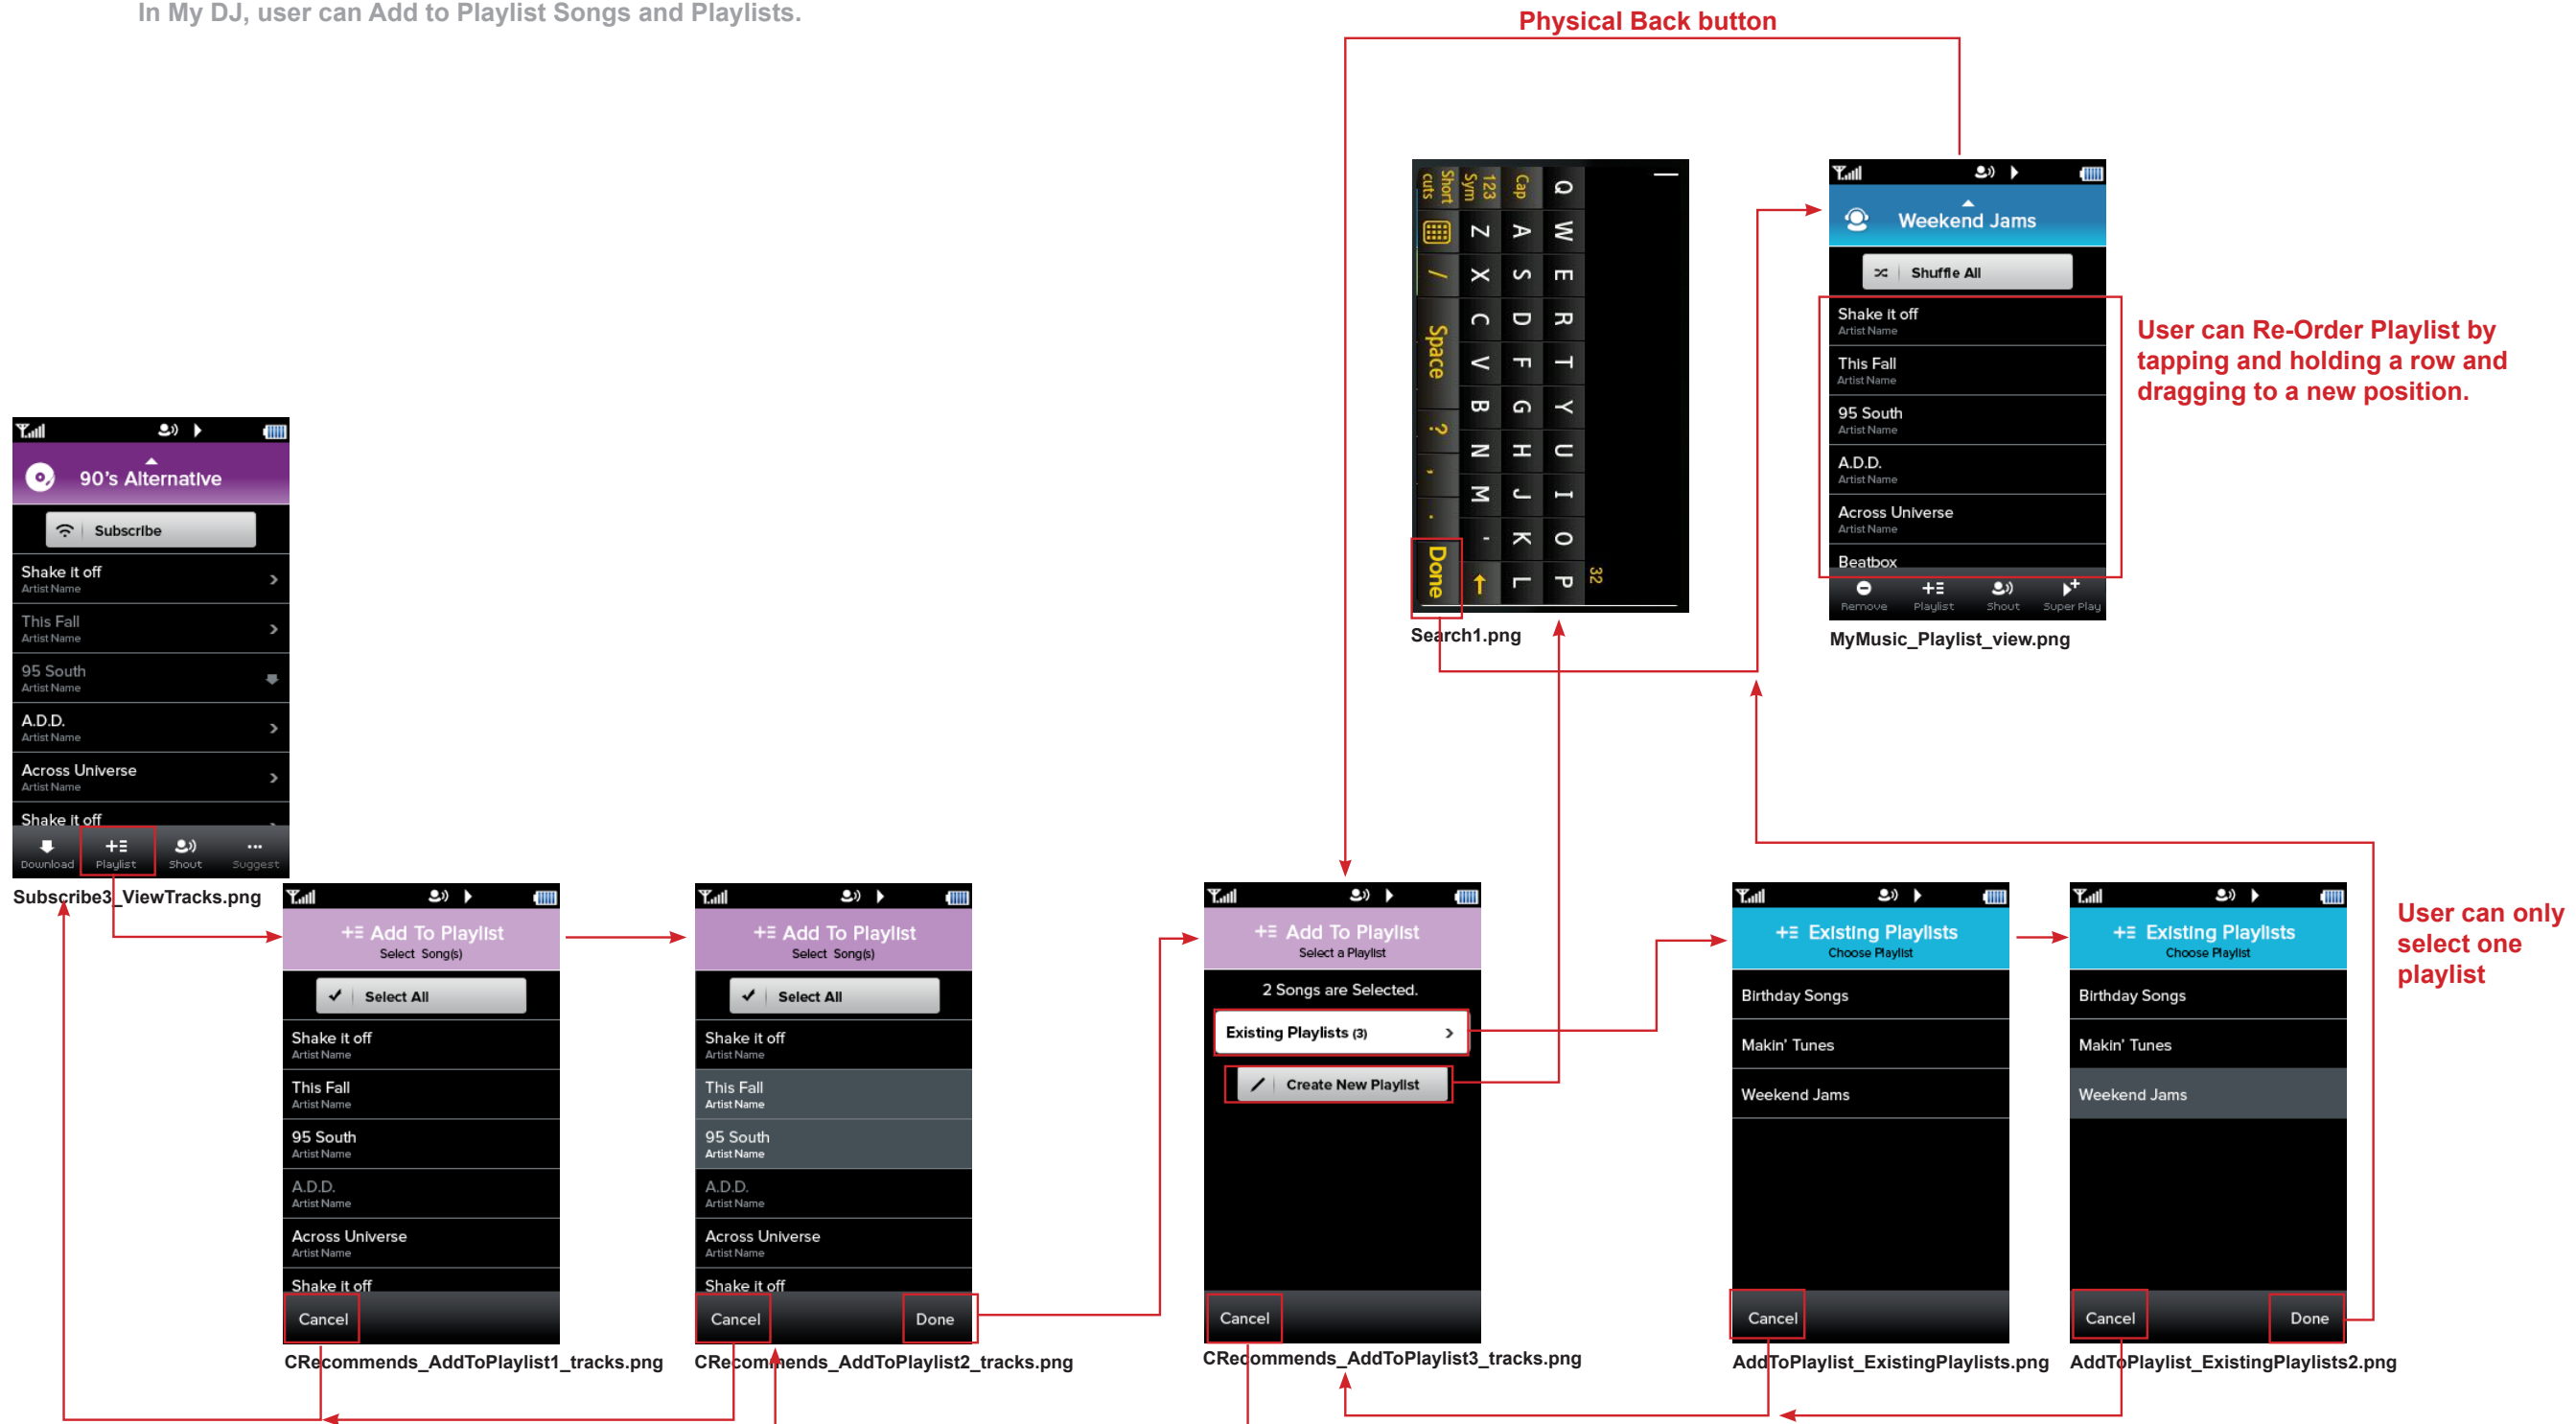 In My DJ, user can Add to Playlist Songs and Playlists.
Physical Back button
Q W E R T Y U I O P
Cap A S D F G H J K L
123
Sym Z X C V B N M -
Short
cuts / Space ? , . Done
32
Search1.png
Weekend Jams
Shuffle All
Shake it off
Artist Name
This Fall
Artist Name
95 South
Artist Name
A.D.D.
Artist Name
Across Universe
Artist Name
Beatbox
Remove Playlist Shout Super Play
MyMusic_Playlist_view.png
User can Re-Order Playlist by
tapping and holding a row and
dragging to a new position.
90's Alternative
Subscribe
Shake it off
Artist Name
This Fall
Artist Name
95 South
Artist Name
A.D.D.
Artist Name
Across Universe
Artist Name
Shake it off
Download Playlist Shout Suggest
Subscribe3_ViewTracks.png
Add To Playlist
Select Song(s)
Select All
Shake it off
Artist Name
This Fall
Artist Name
95 South
Artist Name
A.D.D.
Artist Name
Across Universe
Artist Name
Shake it off
Cancel
CRecommends_AddToPlaylist1_tracks.png
Add To Playlist
Select Song(s)
Select All
Shake it off
Artist Name
This Fall
Artist Name
95 South
Artist Name
A.D.D.
Artist Name
Across Universe
Artist Name
Shake it off
Cancel Done
CRecommends_AddToPlaylist2_tracks.png
Add To Playlist
Select a Playlist
2 Songs are Selected.
Existing Playlists (3)
Create New Playlist
Cancel
CRecommends_AddToPlaylist3_tracks.png
Existing Playlists
Choose Playlist
Birthday Songs
Makin' Tunes
Weekend Jams
Cancel
AddToPlaylist_ExistingPlaylists.png
Existing Playlists
Choose Playlist
Birthday Songs
Makin' Tunes
Weekend Jams
Cancel Done
AddToPlaylist_ExistingPlaylists2.png
User can only
select one
playlist